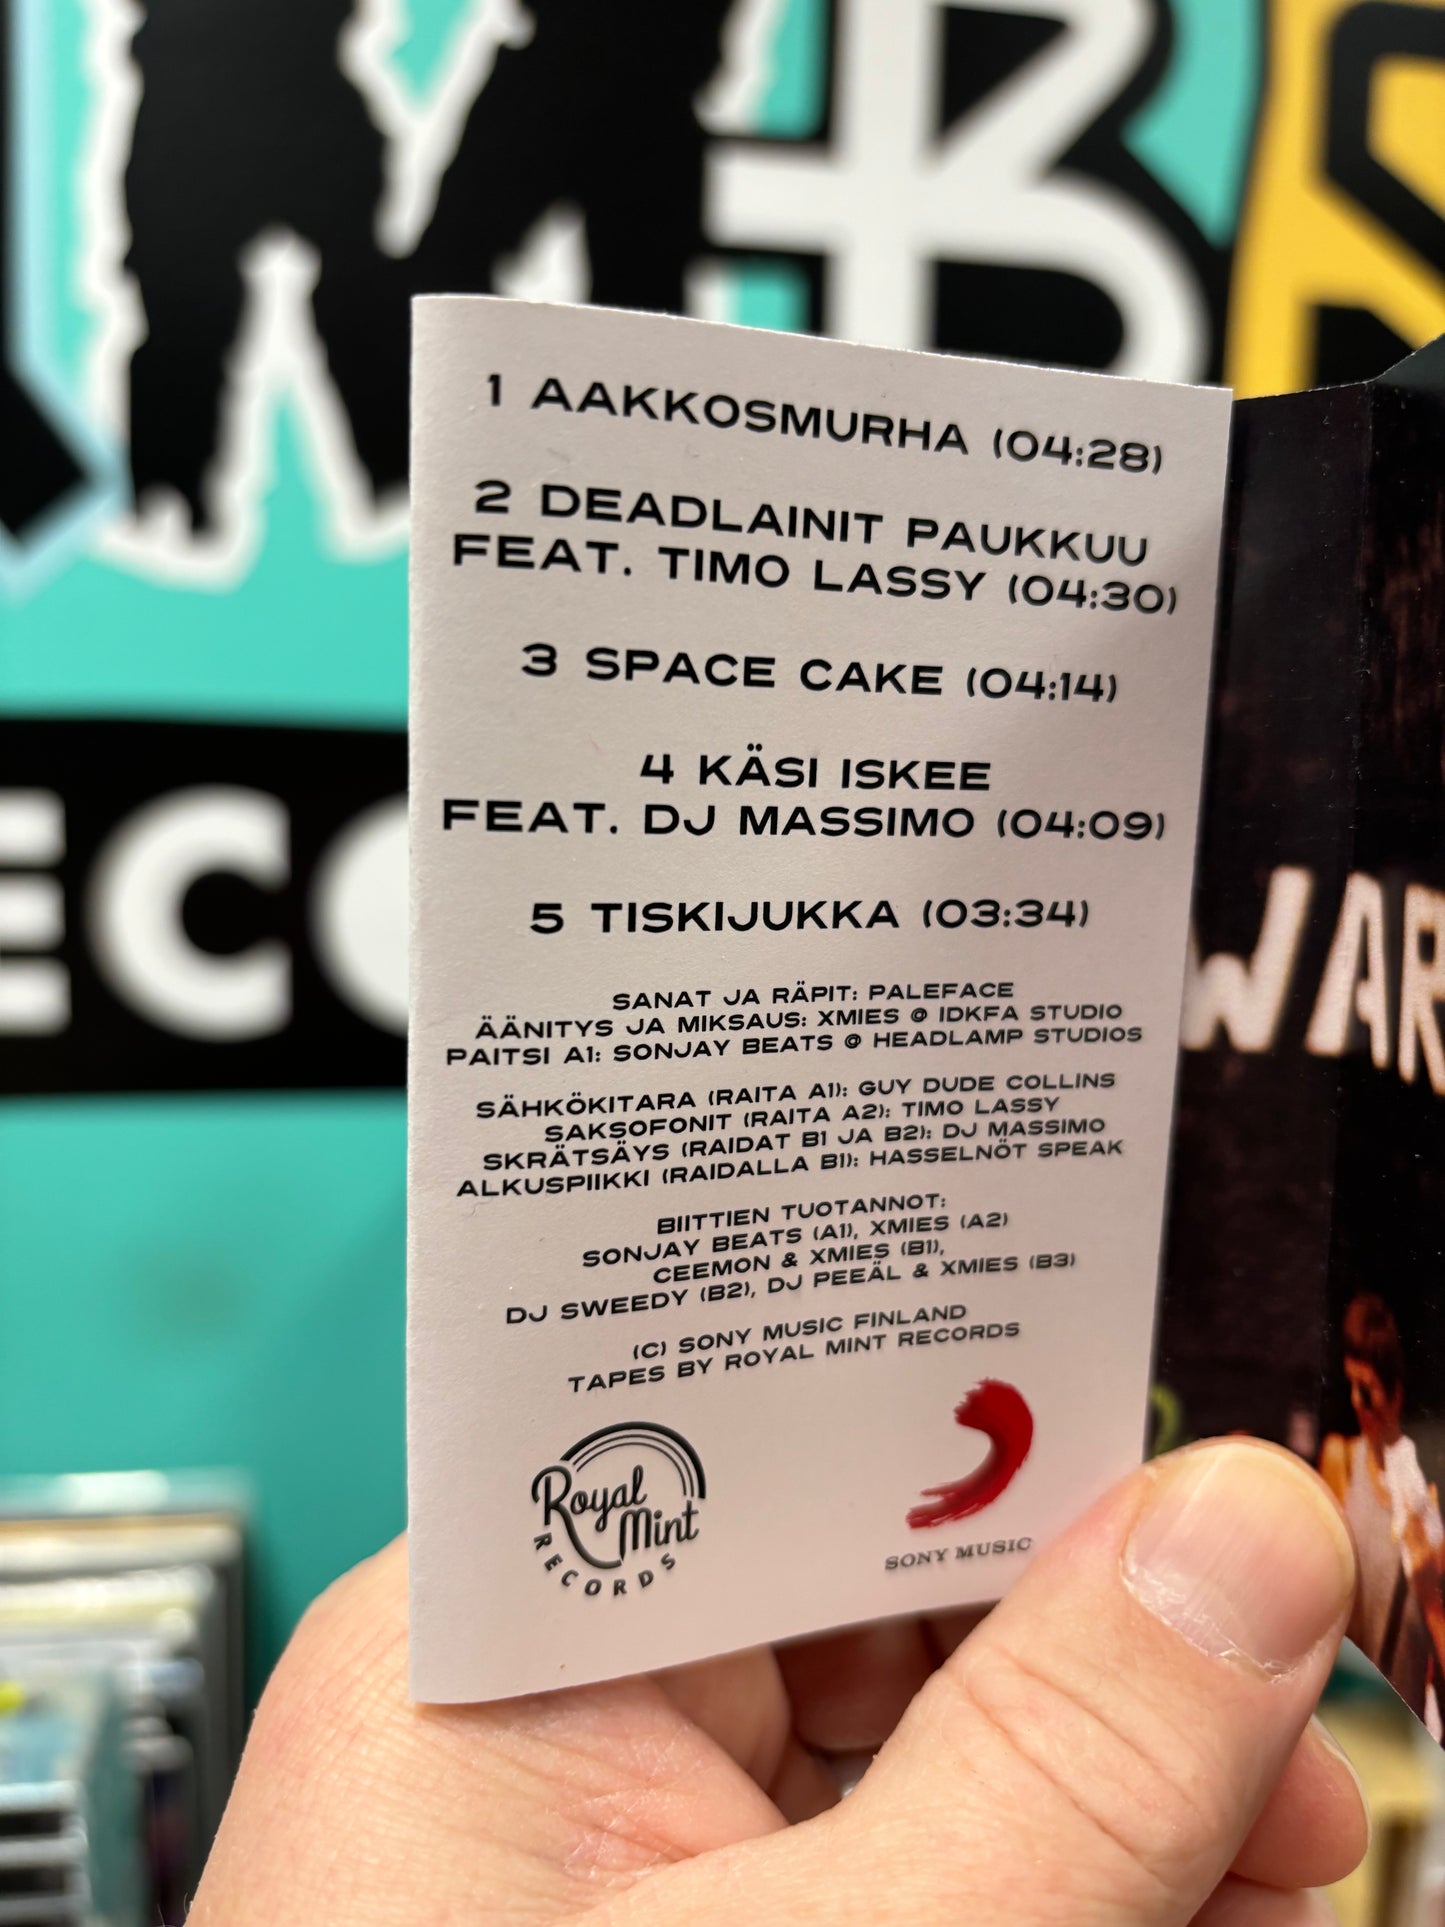 1 AAKKOSMURHA (04:28)
2 DEADLAINIT PAUKKUU
FEAT. TIMO LASSY (04:30)
3 SPACE CAKE (04:14)
4 KÄSI ISKEE
FEAT. DJ MASSIMO (04:09)
5 TISKIJUKKA (03:34)
SANAT JA RÄPIT: PALEFACE
ÄÄNITYS JA MIKSAUS: XMIES @ IDKFA STUDIO
PAITSI A1: SONJAY BEATS @ HEADLAMP STUDIOS
SÄHKÖKITARA (RAITA A1): GUY DUDE COLLINS
SAKSOFONIT (RAITA A2): TIMO LASSY
SKRÄTSÄYS (RAIDAT B1 JA B2): DJ MASSIMO
ALKUSPIIKKI (RAIDALLA B1): HASSELNÖT SPEAK
BIITTIEN TUOTANNOT:
SONJAY BEATS (A1), XMIES (A2)
CEEMON & XMIES (B1),
DJ SWEEDY (B2), DJ PEEÄL & XMIES (B3)
(C) SONY MUSIC FINLAND
TAPES BY ROYAL MINT RECORDS
Royal
Mint
RECORDS
SONY MUSIC
WAR
ECO